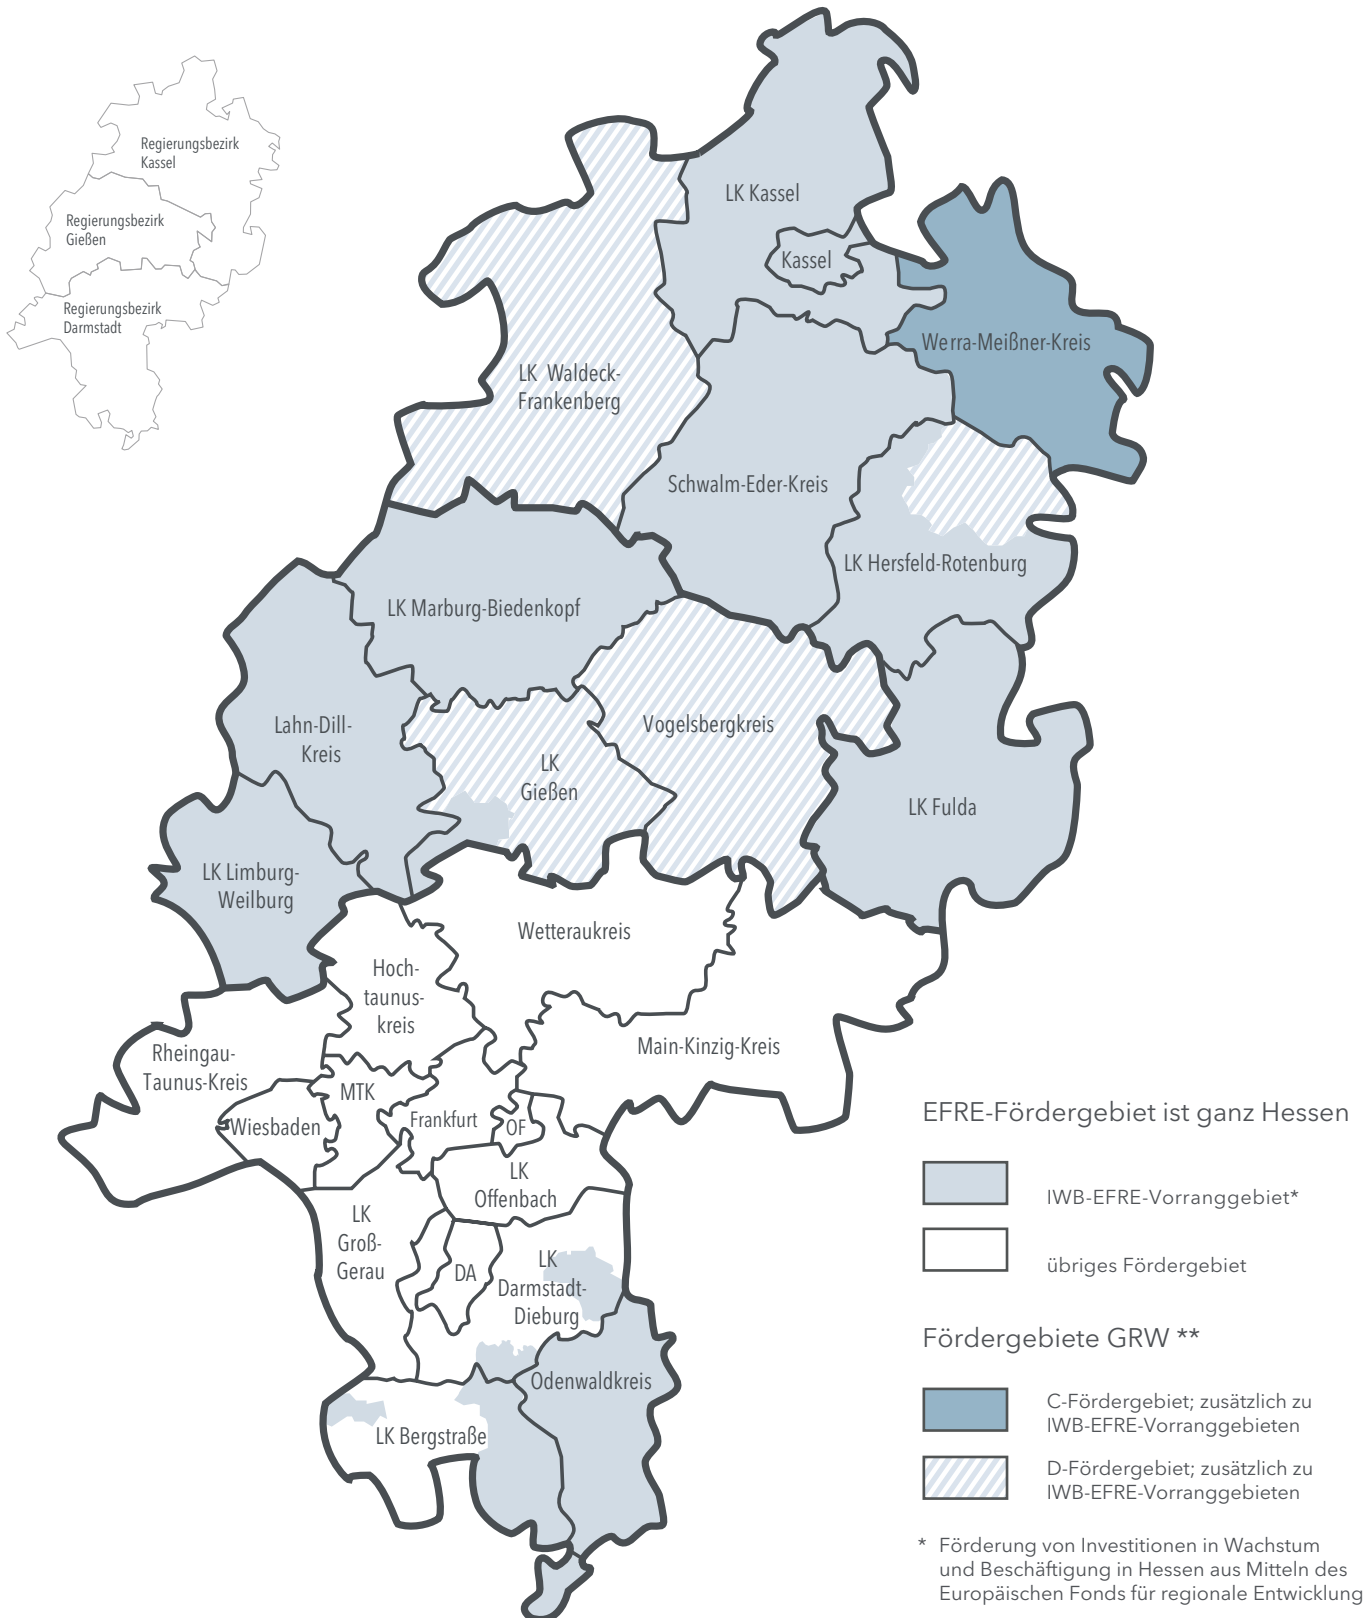 Regierungsbezirk
Kassel
Regierungsbezirk
Gießen
Regierungsbezirk
Darmstadt
LK Kassel
Kassel
Werra-Meißner-Kreis
LK Waldeck-
Frankenberg
Schwalm-Eder-Kreis
LK Hersfeld-Rotenburg
LK Marburg-Biedenkopf
Lahn-Dill-
Kreis
Vogelsbergkreis
LK
Gießen
LK Fulda
LK Limburg-
Weilburg
Wetteraukreis
Hoch-
taunus-
kreis
Main-Kinzig-Kreis
Rheingau-
Taunus-Kreis
MTK
Wiesbaden
Frankfurt
OF
LK
Offenbach
LK
Groß-
Gerau
DA
LK
Darmstadt-
Dieburg
Odenwaldkreis
LK Bergstraße
EFRE-Fördergebiet ist ganz Hessen
IWB-EFRE-Vorranggebiet*
übriges Fördergebiet
Fördergebiete GRW **
C-Fördergebiet; zusätzlich zu
IWB-EFRE-Vorranggebieten
D-Fördergebiet; zusätzlich zu
IWB-EFRE-Vorranggebieten
* Förderung von Investitionen in Wachstum
und Beschäftigung in Hessen aus Mitteln des
Europäischen Fonds für regionale Entwicklung